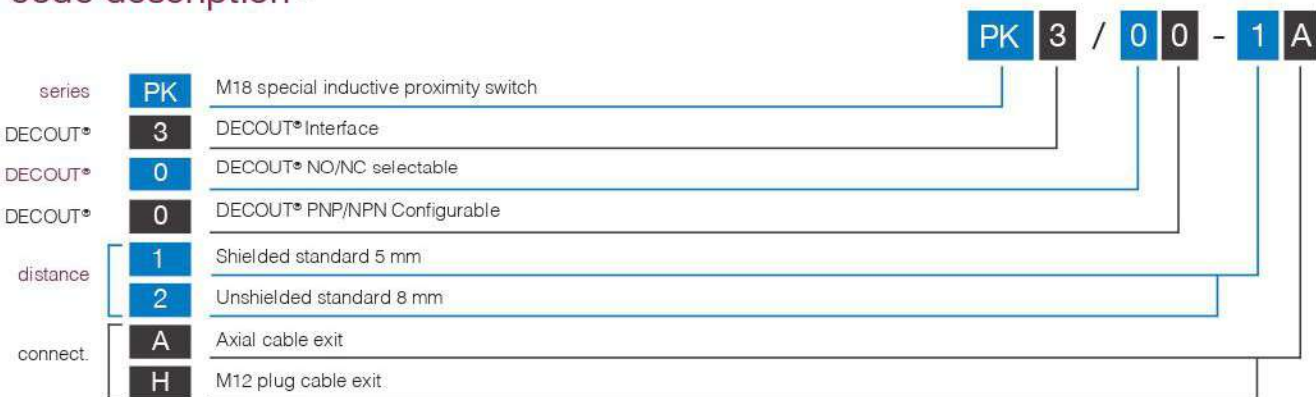 code description
PK 3 / 0 0 - 1 A
series PK M18 special inductive proximity switch
DECOUT® 3 DECOUT® Interface
DECOUT® 0 DECOUT® NO/NC selectable
DECOUT® 0 DECOUT® PNP/NPN Configurable
distance
1 Shielded standard 5 mm
2 Unshielded standard 8 mm
connect.
A Axial cable exit
H M12 plug cable exit